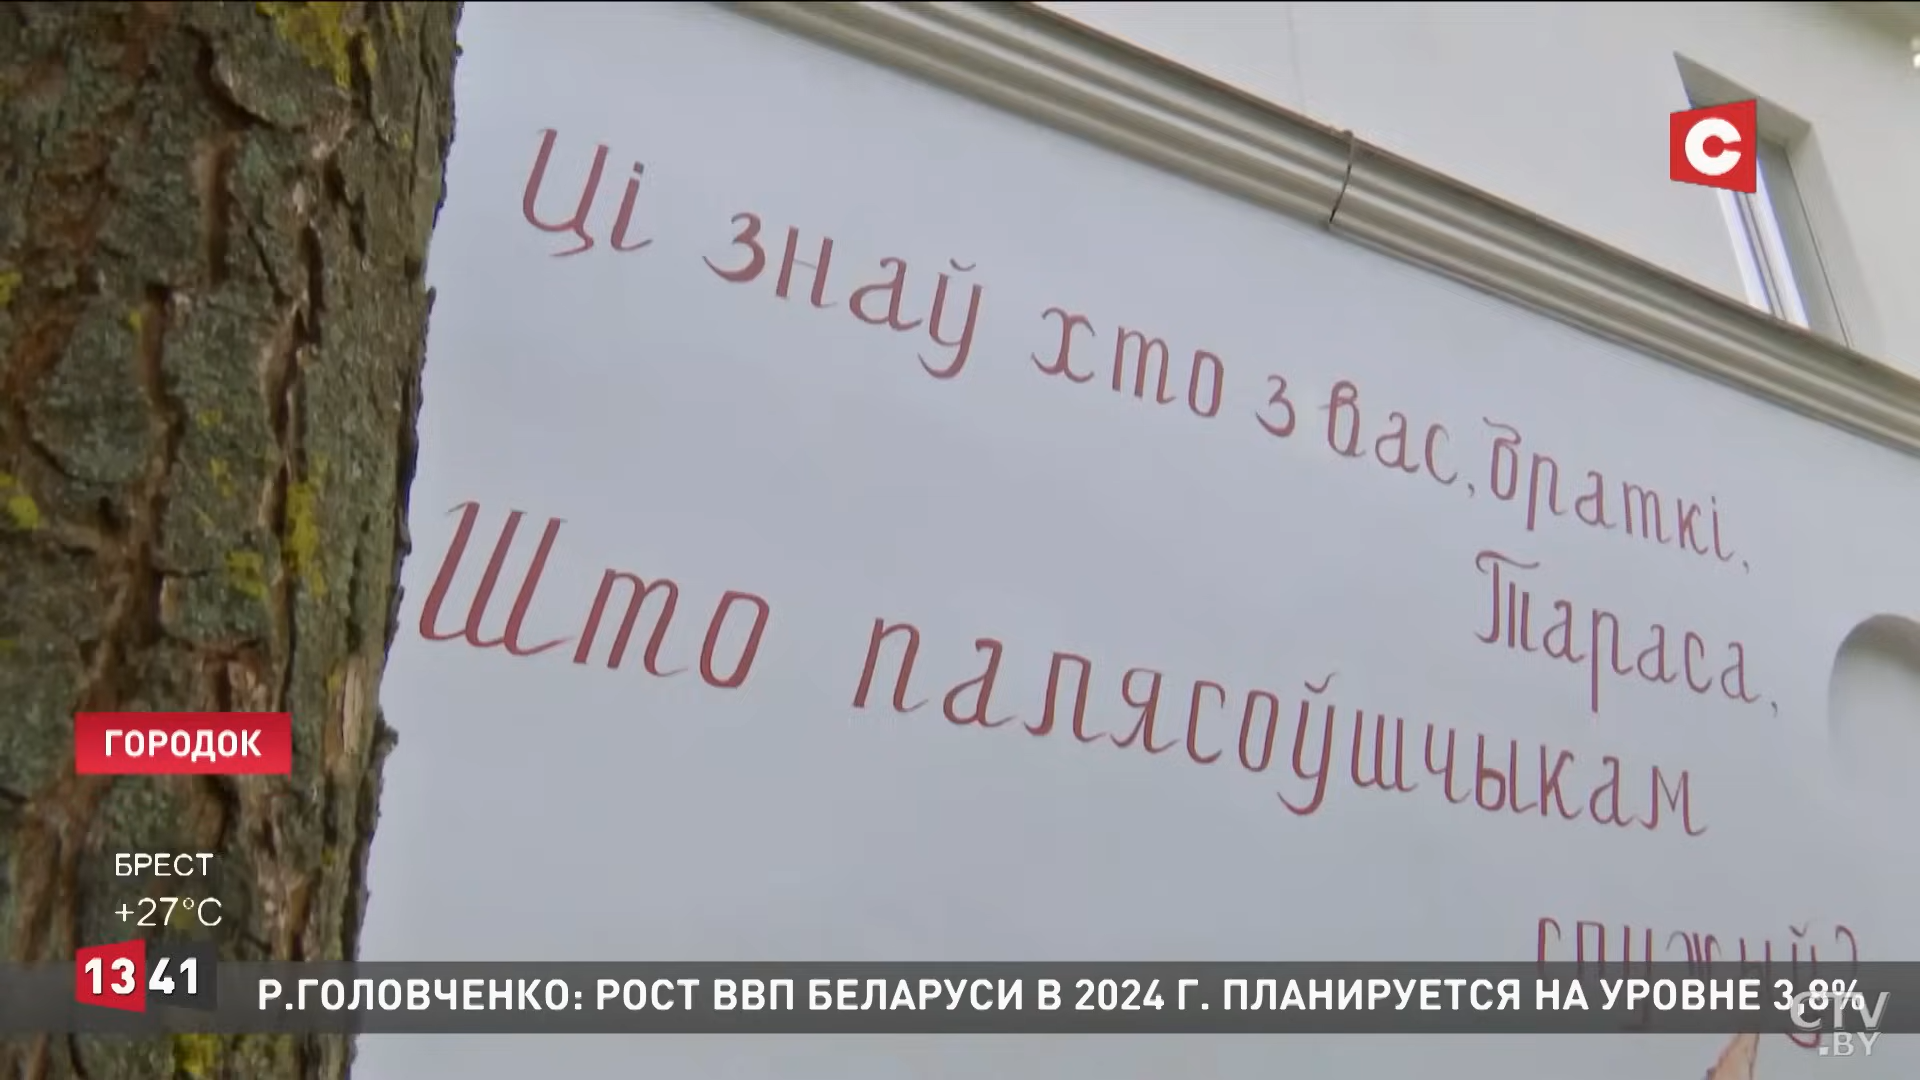 Ці знаў хто з вас, браткі,
Тараса,
Што палясоўшчыкам
служыў?
ГОРОДОК
БРЕСТ
+27°C
13 41
Р.ГОЛОВЧЕНКО: РОСТ ВВП БЕЛАРУСИ В 2024 Г. ПЛАНИРУЕТСЯ НА УРОВНЕ 3,8%
C
CTV
.BY